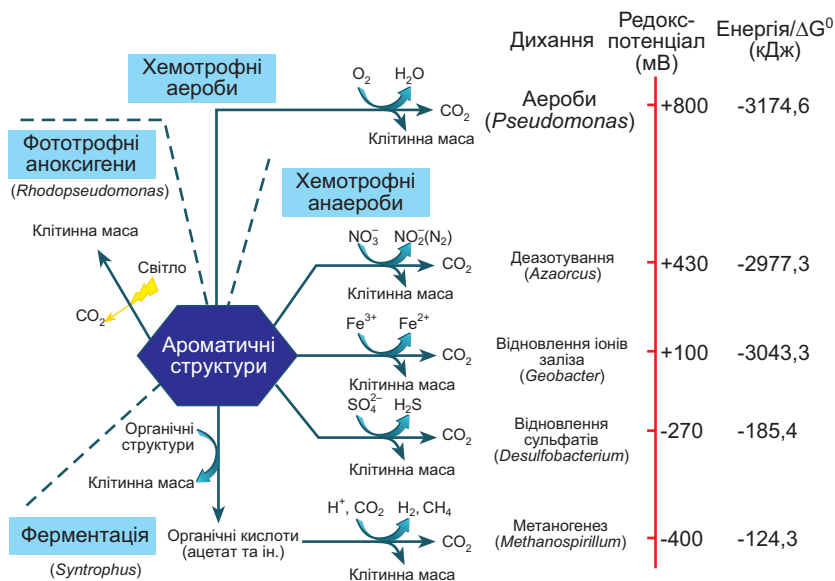 Дихання
Редокс-
потенціал
(мВ)
Енергія/ΔG⁰
(кДж)
Хемотрофні
аероби
O₂ H₂O
CO₂
Клітинна маса
Аероби
(Pseudomonas)
+800
-3174,6
Фототрофні
аноксигени
(Rhodopseudomonas)
Хемотрофні
анаероби
Клітинна маса
Світло
CO₂
NO₃⁻ NO₂⁻(N₂)
CO₂
Клітинна маса
Деазотування
(Azaorcus)
+430
-2977,3
Ароматичні
структури
Fe³⁺ Fe²⁺
CO₂
Клітинна маса
Відновлення іонів
заліза
(Geobacter)
+100
-3043,3
SO₄²⁻ H₂S
CO₂
Клітинна маса
Відновлення
сульфатів
(Desulfobacterium)
-270
-185,4
Органічні
структури
Клітинна маса
Ферментація
(Syntrophus)
Органічні кислоти
(ацетат та ін.)
H⁺, CO₂ H₂, CH₄
CO₂
Клітинна маса
Метаногенез
(Methanospirillum)
-400
-124,3